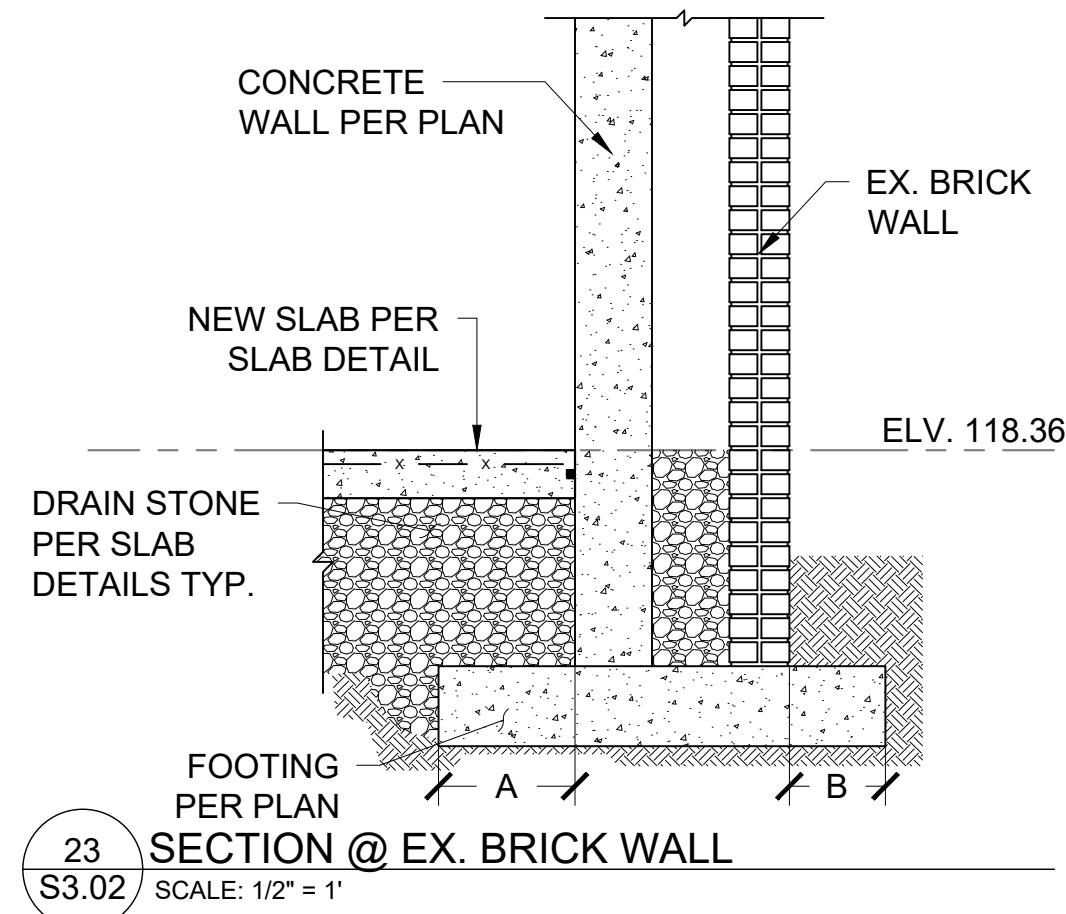 CONCRETE
WALL PER PLAN
EX. BRICK
WALL
NEW SLAB PER
SLAB DETAIL
ELV. 118.36
x x
DRAIN STONE
PER SLAB
DETAILS TYP.
FOOTING
PER PLAN
A
B
23
S3.02
SECTION @ EX. BRICK WALL
SCALE: 1/2" = 1'